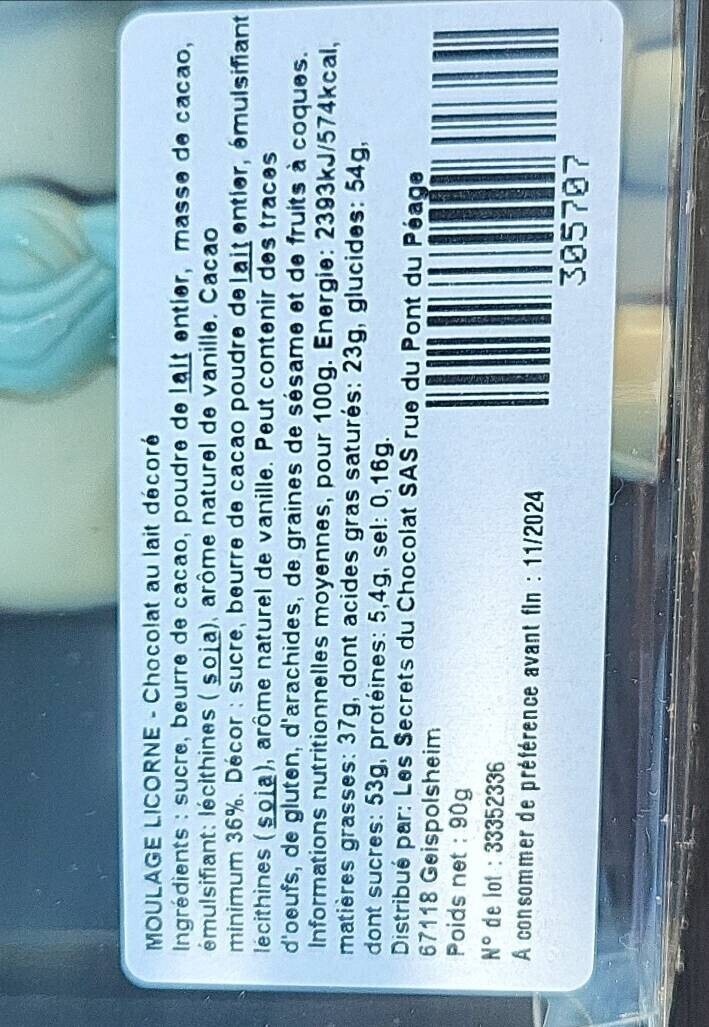 MOULAGE LICORNE - Chocolat au lait décoré
Ingrédients : sucre, beurre de cacao, poudre de lait entier, masse de cacao,
émulsifiant: lécithines ( soja), arôme naturel de vanille. Cacao
minimum 36%. Décor : sucre, beurre de cacao poudre de lait entier, émulsifiant
lécithines ( soja), arôme naturel de vanille. Peut contenir des traces
d'oeufs, de gluten, d'arachides, de graines de sésame et de fruits à coques.
Informations nutritionnelles moyennes, pour 100g. Energie: 2393kJ/574kcal,
matières grasses: 37g, dont acides gras saturés: 23g, glucides: 54g,
dont sucres: 53g, protéines: 5,4g, sel: 0,16g.
Distribué par: Les Secrets du Chocolat SAS rue du Pont du Péage
67118 Geispolsheim
Poids net : 90g
N° de lot : 33352336
A consommer de préférence avant fin : 11/2024
305707